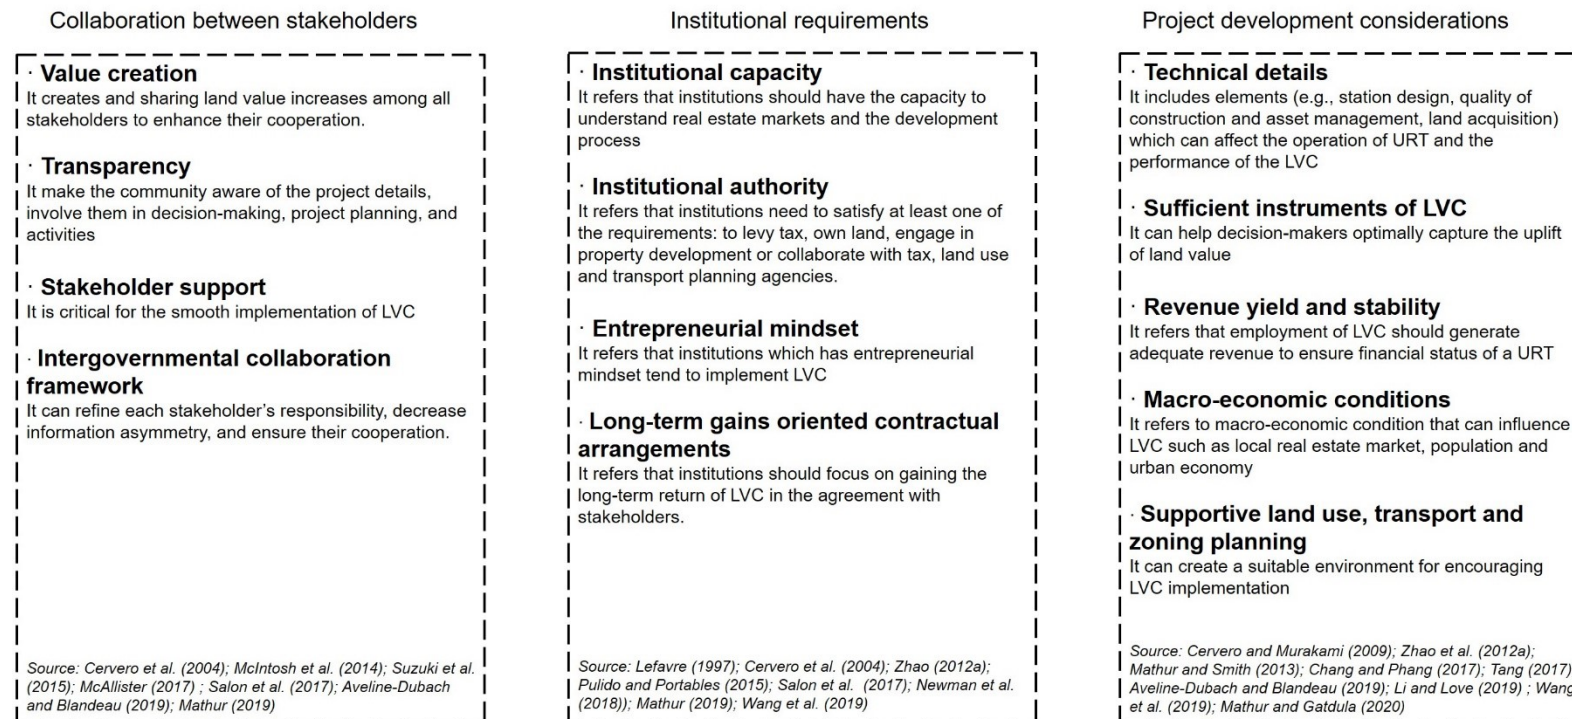 Collaboration between stakeholders
· Value creation
It creates and sharing land value increases among all
stakeholders to enhance their cooperation.
· Transparency
It make the community aware of the project details,
involve them in decision-making, project planning, and
activities
· Stakeholder support
It is critical for the smooth implementation of LVC
· Intergovernmental collaboration
framework
It can refine each stakeholder’s responsibility, decrease
information asymmetry, and ensure their cooperation.
Source: Cervero et al. (2004); McIntosh et al. (2014); Suzuki et al.
(2015); McAllister (2017) ; Salon et al. (2017); Aveline-Dubach
and Blandeau (2019); Mathur (2019)
Institutional requirements
· Institutional capacity
It refers that institutions should have the capacity to
understand real estate markets and the development
process
· Institutional authority
It refers that institutions need to satisfy at least one of
the requirements: to levy tax, own land, engage in
property development or collaborate with tax, land use
and transport planning agencies.
· Entrepreneurial mindset
It refers that institutions which has entrepreneurial
mindset tend to implement LVC
· Long-term gains oriented contractual
arrangements
It refers that institutions should focus on gaining the
long-term return of LVC in the agreement with
stakeholders.
Source: Lefavre (1997); Cervero et al. (2004); Zhao (2012a);
Pulido and Portables (2015); Salon et al. (2017); Newman et al.
(2018)); Mathur (2019); Wang et al. (2019)
Project development considerations
· Technical details
It includes elements (e.g., station design, quality of
construction and asset management, land acquisition)
which can affect the operation of URT and the
performance of the LVC
· Sufficient instruments of LVC
It can help decision-makers optimally capture the uplift
of land value
· Revenue yield and stability
It refers that employment of LVC should generate
adequate revenue to ensure financial status of a URT
· Macro-economic conditions
It refers to macro-economic condition that can influence
LVC such as local real estate market, population and
urban economy
· Supportive land use, transport and
zoning planning
It can create a suitable environment for encouraging
LVC implementation
Source: Cervero and Murakami (2009); Zhao et al. (2012a);
Mathur and Smith (2013); Chang and Phang (2017); Tang (2017)
Aveline-Dubach and Blandeau (2019); Li and Love (2019) ; Wang
et al. (2019); Mathur and Gatdula (2020)